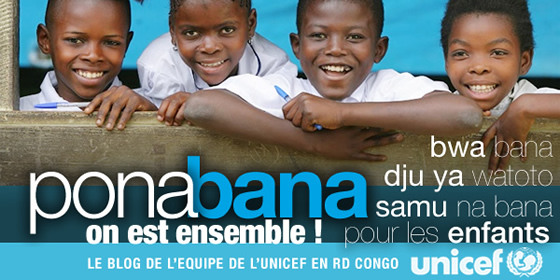 ponabana
on est ensemble !
bwa bana
dju ya watoto
samu na bana
pour les enfants
LE BLOG DE L'EQUIPE DE L'UNICEF EN RD CONGO
unicef